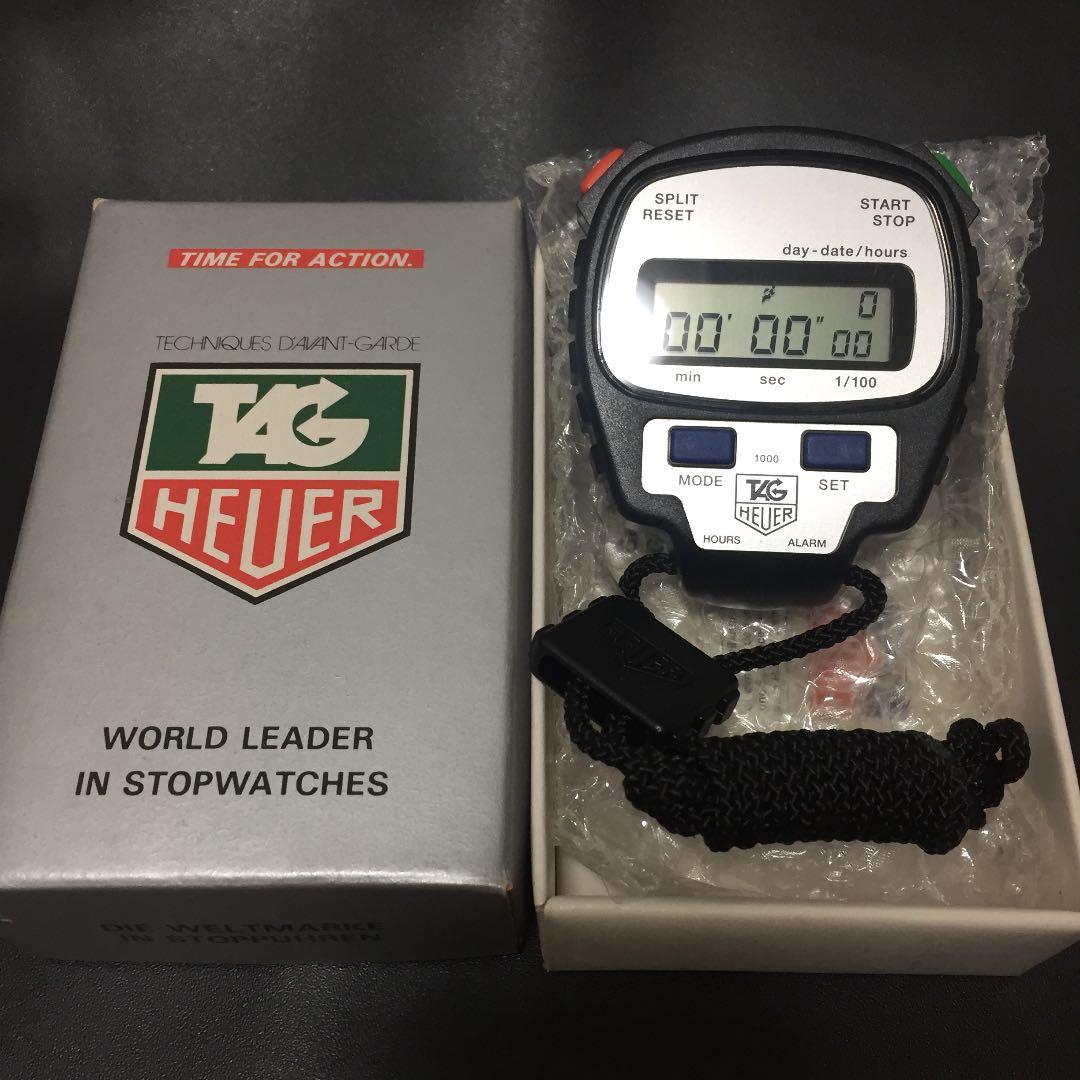 TIME FOR ACTION.
TECHNIQUES D'AVANT-GARDE
TAG
HEUER
WORLD LEADER
IN STOPWATCHES
DIE WELTMARKE
IN STOPPUHREN
SPLIT
RESET
START
STOP
day-date/hours
0
00' 00" 00
min sec 1/100
MODE 1000 SET
TAG
HEUER
HOURS ALARM
HEUER